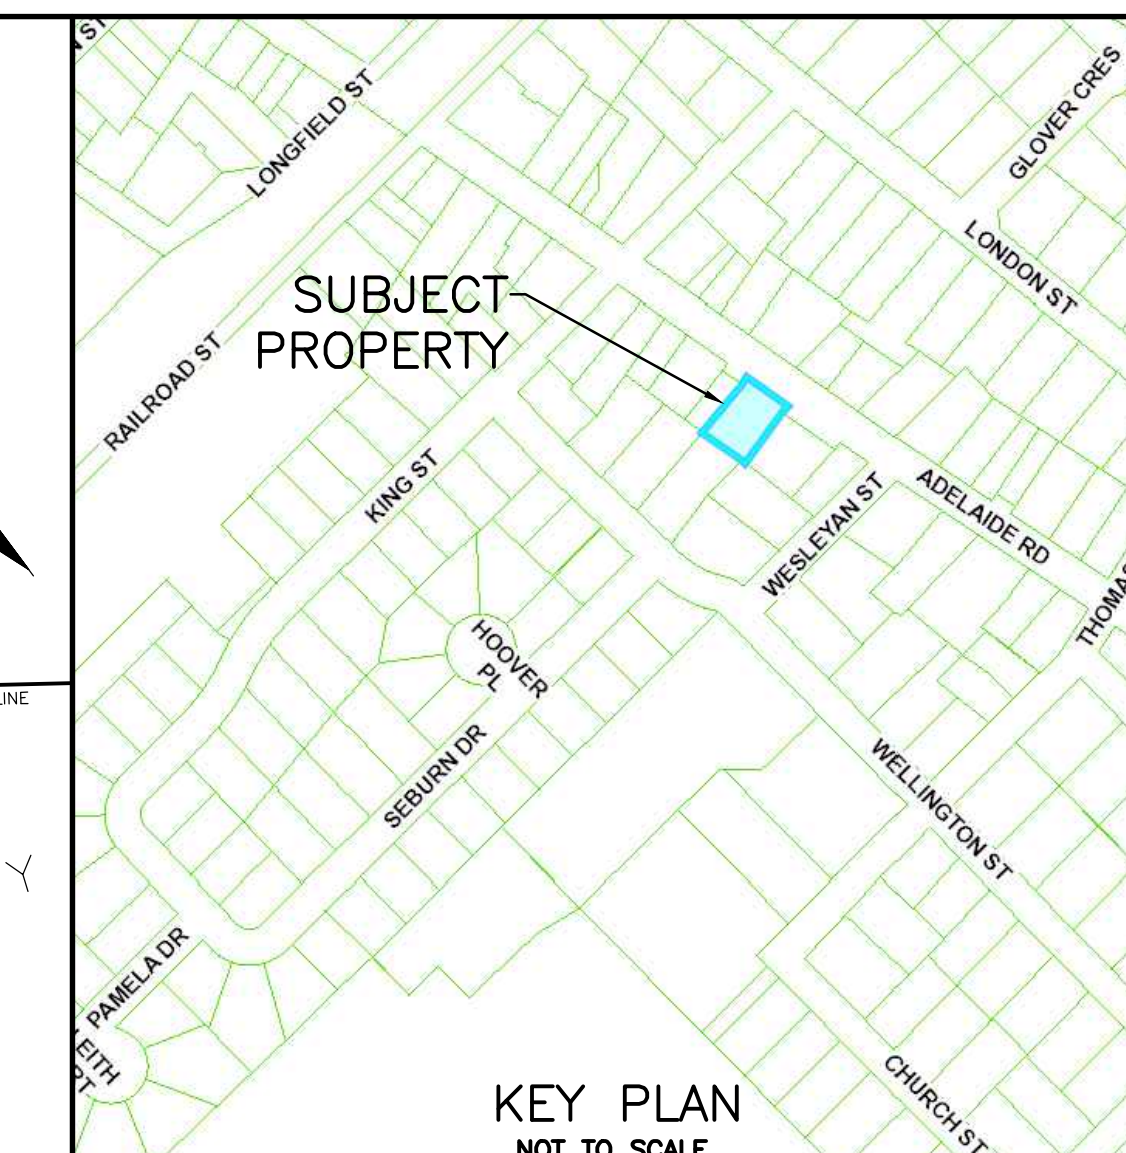 LONGFIELD ST
GLOVER CRES
LONDON ST
SUBJECT
PROPERTY
RAILROAD ST
KING ST
ADELAIDE RD
WESLEYAN ST
THOMAS
HOOVER
PL
SEBURN DR
WELLINGTON ST
PAMELA DR
CHURCH ST
KEY PLAN
NOT TO SCALE